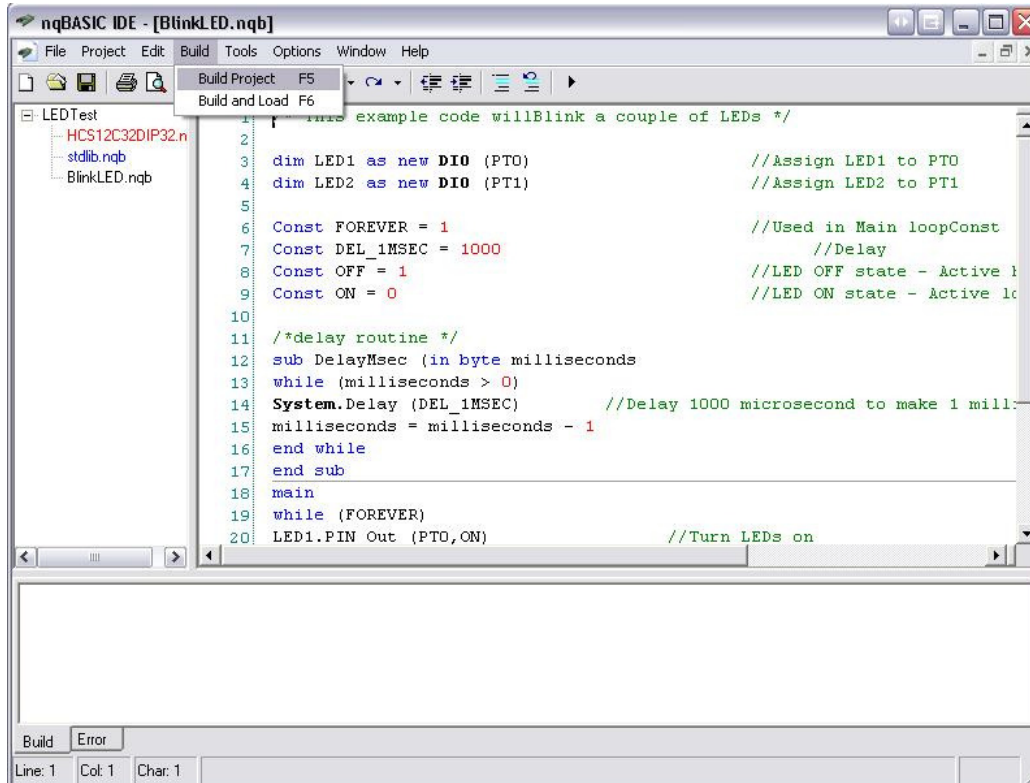 nqBASIC IDE - [BlinkLED.nqb]
File Project Edit Build Tools Options Window Help
Build Project F5
Build and Load F6
LEDTest
HCS12C32DIP32.n
stdlib.nqb
BlinkLED.nqb
1 This example code willBlink a couple of LEDs */
2
3 dim LED1 as new DIO (PT0) //Assign LED1 to PT0
4 dim LED2 as new DIO (PT1) //Assign LED2 to PT1
5
6 Const FOREVER = 1 //Used in Main loopConst
7 Const DEL_1MSEC = 1000 //Delay
8 Const OFF = 1 //LED OFF state - Active
9 Const ON = 0 //LED ON state - Active
10
11 /*delay routine */
12 sub DelayMsec (in byte milliseconds
13 while (milliseconds > 0)
14 System.Delay (DEL_1MSEC) //Delay 1000 microsecond to make 1
15 milliseconds = milliseconds - 1
16 end while
17 end sub
18 main
19 while (FOREVER)
20 LED1.PIN Out (PT0,ON) //Turn LEDs on
Build Error
Line: 1 Col: 1 Char: 1